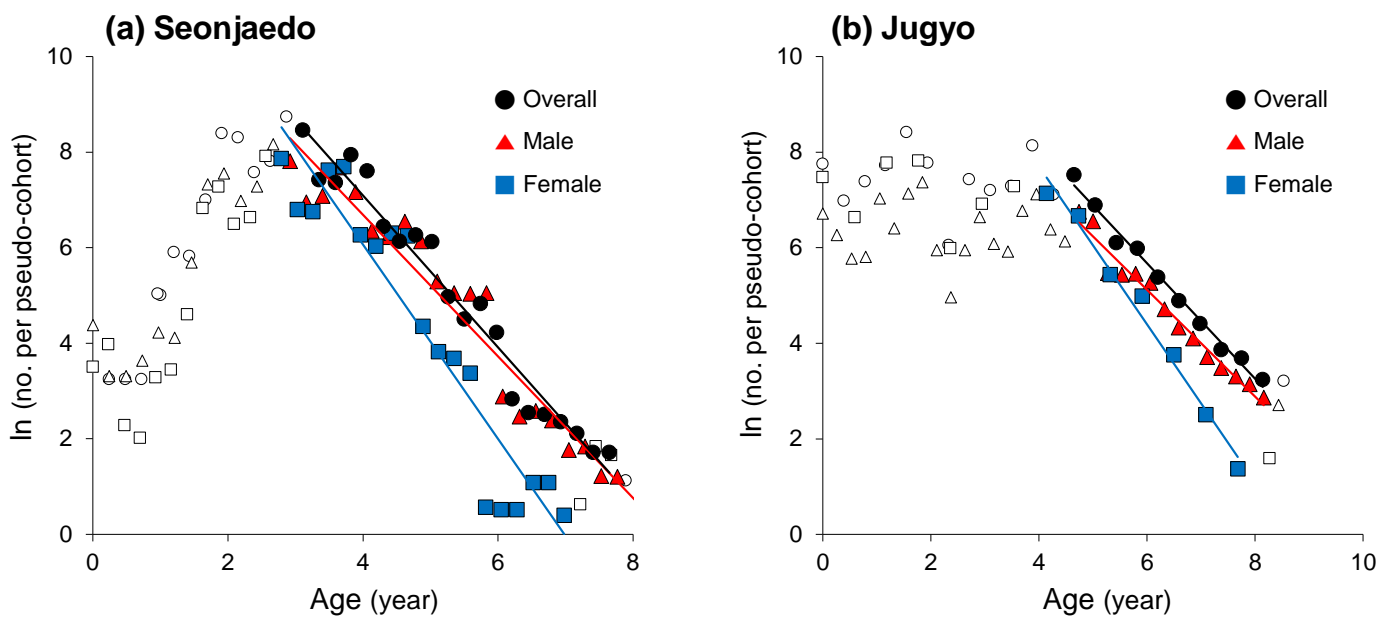 (a) Seonjaedo
10
8
6
4
2
0
0 2 4 6 8
ln (no. per pseudo-cohort)
Age (year)
Overall
Male
Female
(b) Jugyo
10
8
6
4
2
0
0 2 4 6 8 10
ln (no. per pseudo-cohort)
Age (year)
Overall
Male
Female